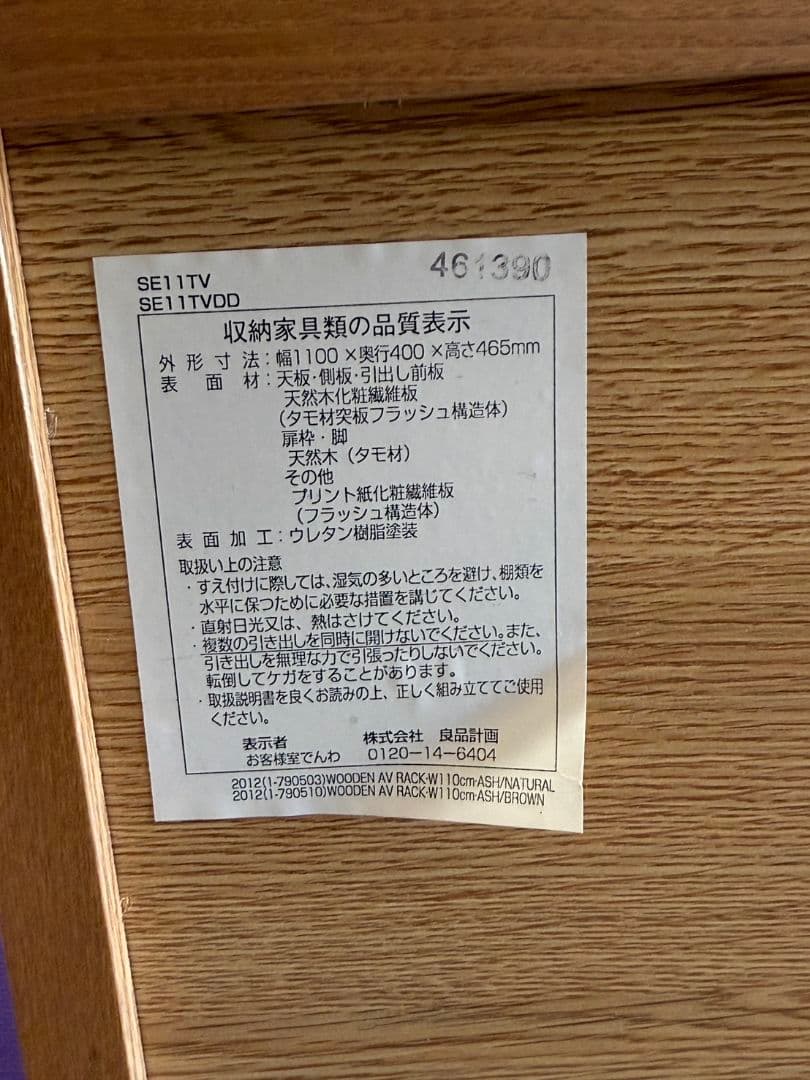 SE11TV
SE11TVDD
461390
収納家具類の品質表示
外形寸法：幅1100×奥行400×高さ465mm
表面材：天板・側板・引出し前板
天然木化粧繊維板
（タモ材突板フラッシュ構造体）
扉枠・脚
天然木（タモ材）
その他
プリント紙化粧繊維板
（フラッシュ構造体）
表面加工：ウレタン樹脂塗装
取扱い上の注意
・すえ付けに際しては、湿気の多いところを避け、棚類を
水平に保つために必要な措置を講じてください。
・直射日光又は、熱はさけてください。
・複数の引き出しを同時に開けないでください。また、
引き出しを無理な力で引張ったりしないでください。
転倒してケガをすることがあります。
・取扱説明書を良くお読みの上、正しく組み立ててご使用
ください。
表示者 株式会社 良品計画
お客様室でんわ 0120-14-6404
2012(1-790503)WOODEN AV RACK・W110cm・ASH/NATURAL
2012(1-790510)WOODEN AV RACK・W110cm・ASH/BROWN